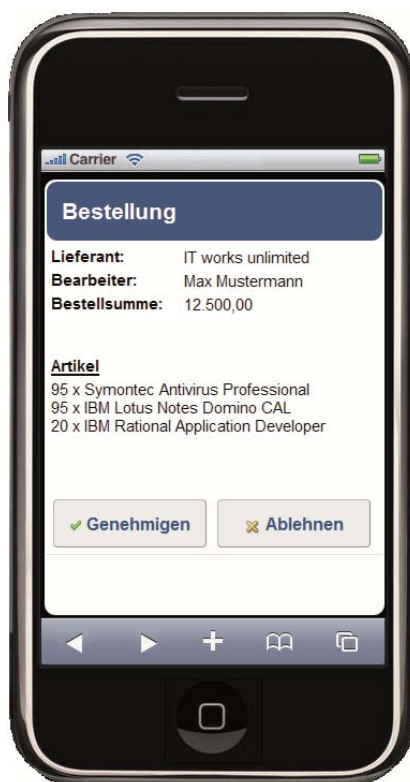 Carrier
Bestellung
Lieferant: IT works unlimited
Bearbeiter: Max Mustermann
Bestellsumme: 12.500,00
Artikel
95 x Symontec Antivirus Professional
95 x IBM Lotus Notes Domino CAL
20 x IBM Rational Application Developer
Genehmigen Ablehnen